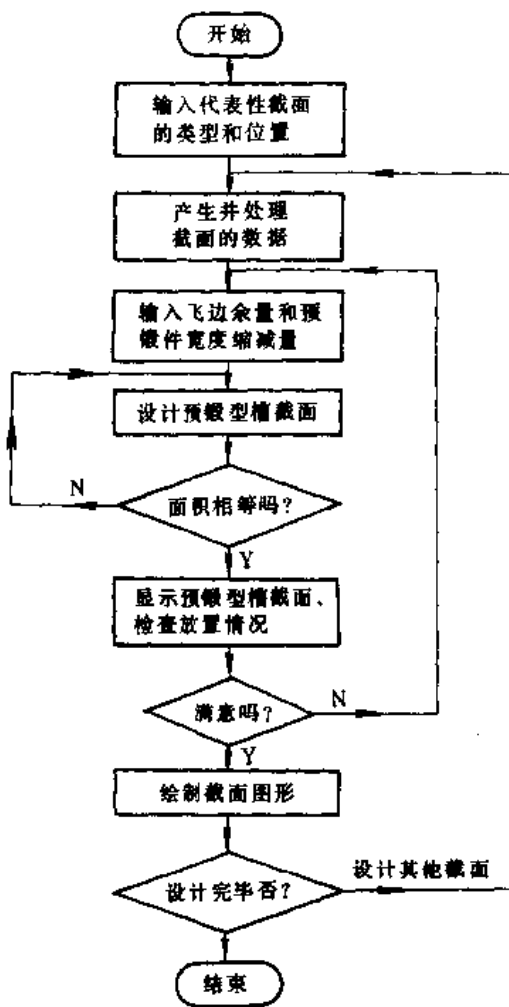 开始
输入代表性截面
的类型和位置
产生并处理
截面的数据
输入飞边余量和预
锻件宽度缩减量
设计预锻型槽截面
N
面积相等吗?
Y
显示预锻型槽截面、
检查放置情况
满意吗?
N
Y
绘制截面图形
设计其他截面
设计完毕否?
结束